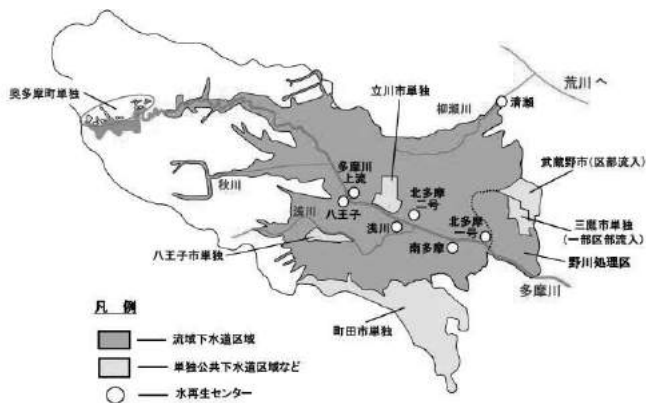 奥多摩町単独
立川市単独
柳瀬川
清瀬
荒川へ
武蔵野市(区部流入)
三鷹市単独
(一部区部流入)
野川処理区
多摩川
秋川
多摩川
上流
八王子
北多摩
二号
浅川
浅川
北多摩
一号
南多摩
八王子市単独
町田市単独
凡 例
流域下水道区域
単独公共下水道区域など
水再生センター